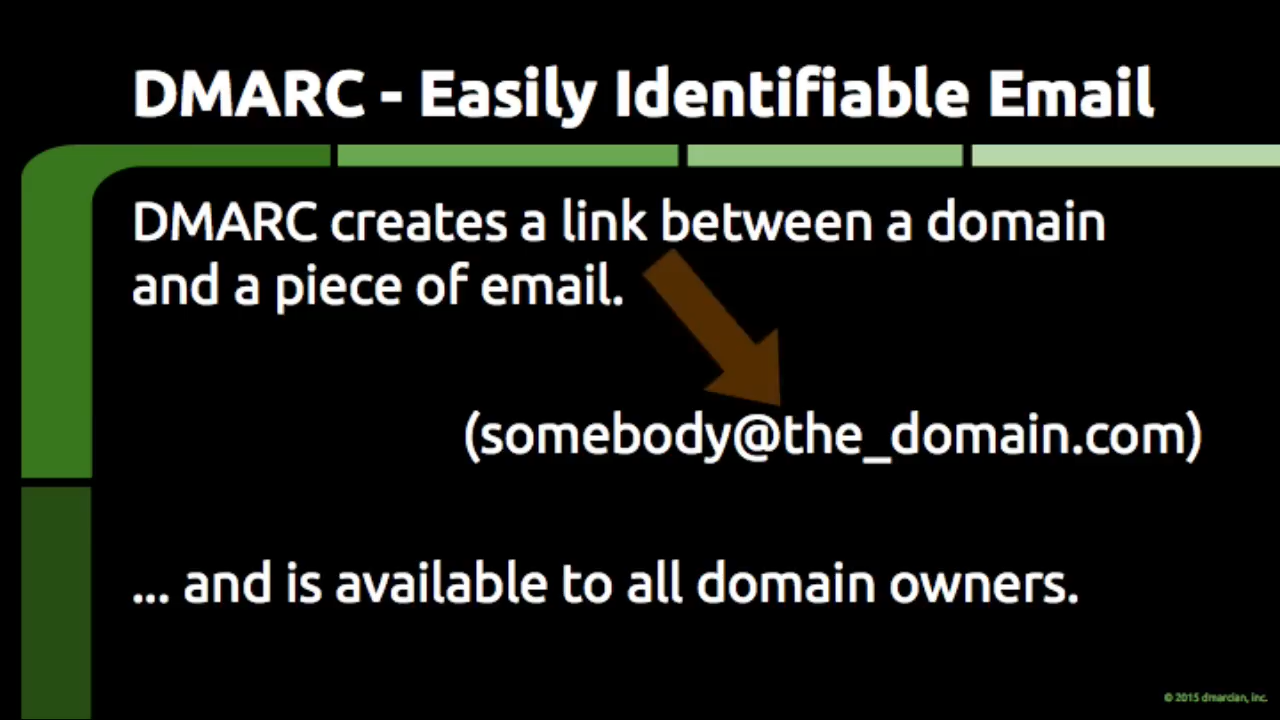 DMARC - Easily Identifiable Email
DMARC creates a link between a domain
and a piece of email.
(somebody@the_domain.com)
... and is available to all domain owners.
© 2015 dmarcian, inc.